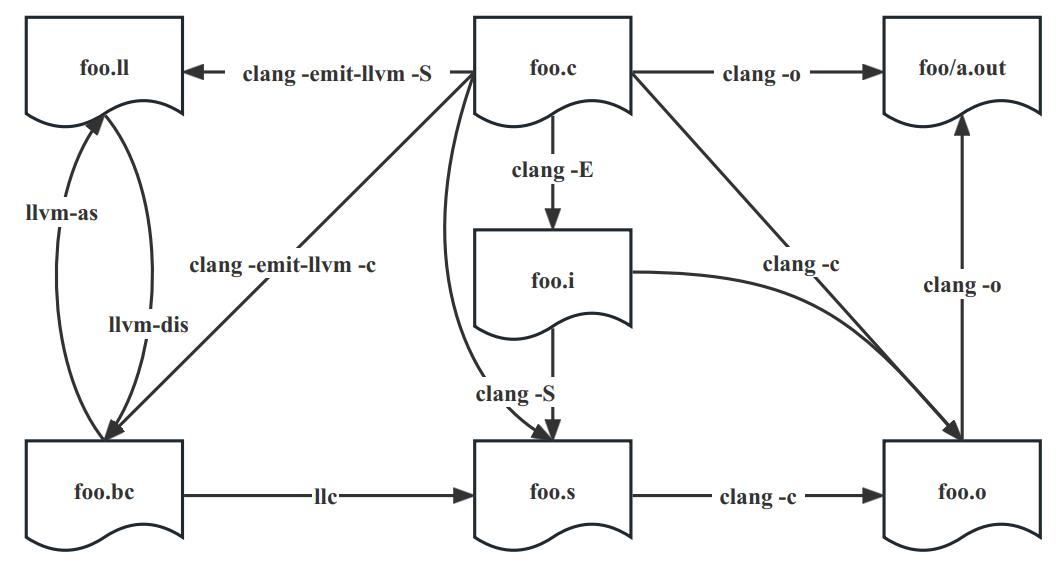 foo.ll
clang -emit-llvm -S
foo.c
clang -o
foo/a.out
clang -E
llvm-as
clang -emit-llvm -c
foo.i
clang -c
clang -o
llvm-dis
clang -S
foo.bc
llc
foo.s
clang -c
foo.o